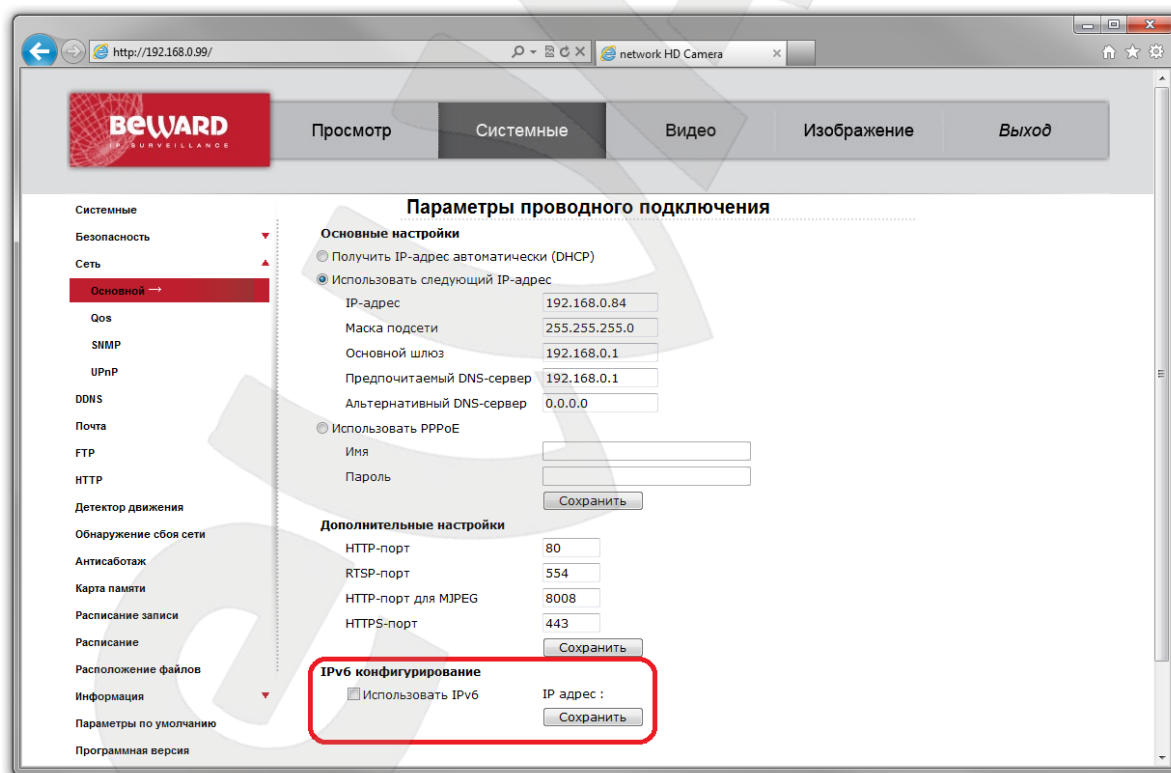 http://192.168.0.99/
network HD Camera
BEWARD
IP SURVEILLANCE
Просмотр
Системные
Видео
Изображение
Выход
Системные
Безопасность
Сеть
Основной →
Qos
SNMP
UPnP
DDNS
Почта
FTP
HTTP
Детектор движения
Обнаружение сбоя сети
Антисаботаж
Карта памяти
Расписание записи
Расписание
Расположение файлов
Информация
Параметры по умолчанию
Программная версия
Параметры проводного подключения
Основные настройки
Получить IP-адрес автоматически (DHCP)
Использовать следующий IP-адрес
IP-адрес 192.168.0.84
Маска подсети 255.255.255.0
Основной шлюз 192.168.0.1
Предпочитаемый DNS-сервер 192.168.0.1
Альтернативный DNS-сервер 0.0.0.0
Использовать PPPoE
Имя
Пароль
Сохранить
Дополнительные настройки
HTTP-порт 80
RTSP-порт 554
HTTP-порт для MJPEG 8008
HTTPS-порт 443
Сохранить
IPv6 конфигурирование
Использовать IPv6 IP адрес :
Сохранить